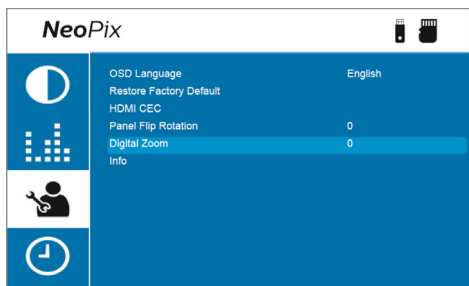 NeoPix
OSD Language English
Restore Factory Default
HDMI CEC
Panel Flip Rotation 0
Digital Zoom 0
Info